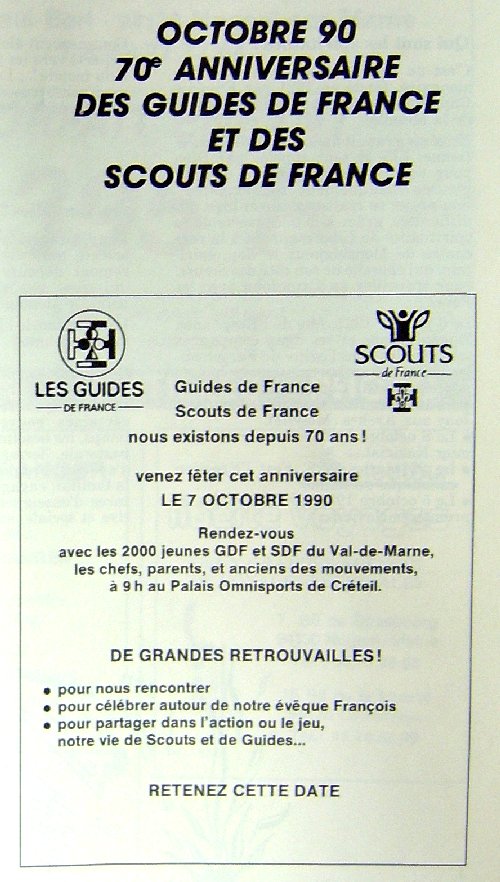 OCTOBRE 90
70e ANNIVERSAIRE
DES GUIDES DE FRANCE
ET DES
SCOUTS DE FRANCE
LES GUIDES
DE FRANCE
SCOUTS
de France
Guides de France
Scouts de France
nous existons depuis 70 ans!
venez fêter cet anniversaire
LE 7 OCTOBRE 1990
Rendez-vous
avec les 2000 jeunes GDF et SDF du Val-de-Marne,
les chefs, parents, et anciens des mouvements,
à 9 h au Palais Omnisports de Créteil.
DE GRANDES RETROUVAILLES!
• pour nous rencontrer
• pour célébrer autour de notre évêque François
• pour partager dans l'action ou le jeu,
notre vie de Scouts et de Guides...
RETENEZ CETTE DATE